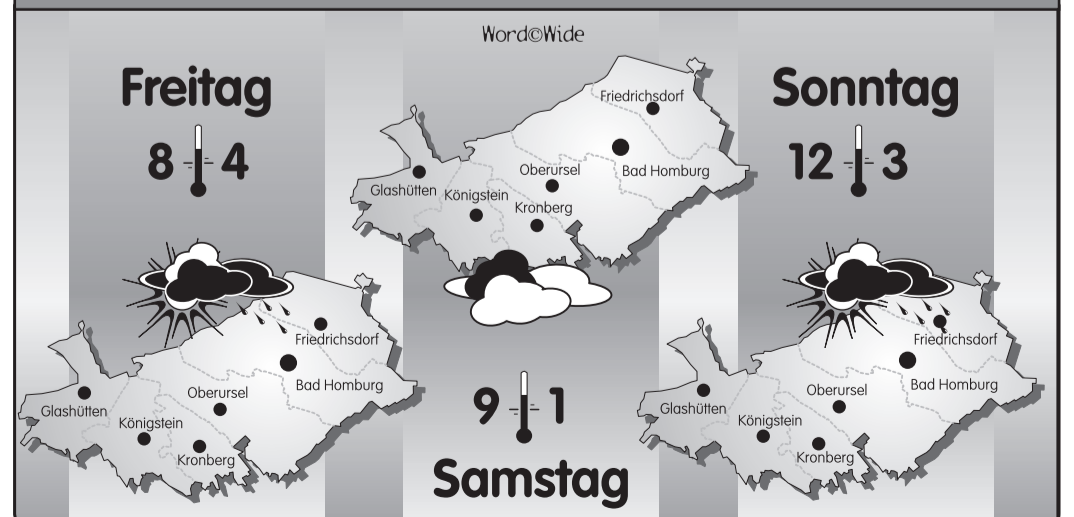 Word©Wide
Freitag
8 4
Friedrichsdorf
Bad Homburg
Oberursel
Glashütten
Königstein
Kronberg
Friedrichsdorf
Bad Homburg
Oberursel
Glashütten
Königstein
Kronberg
9 1
Samstag
Sonntag
12 3
Friedrichsdorf
Bad Homburg
Oberursel
Glashütten
Königstein
Kronberg